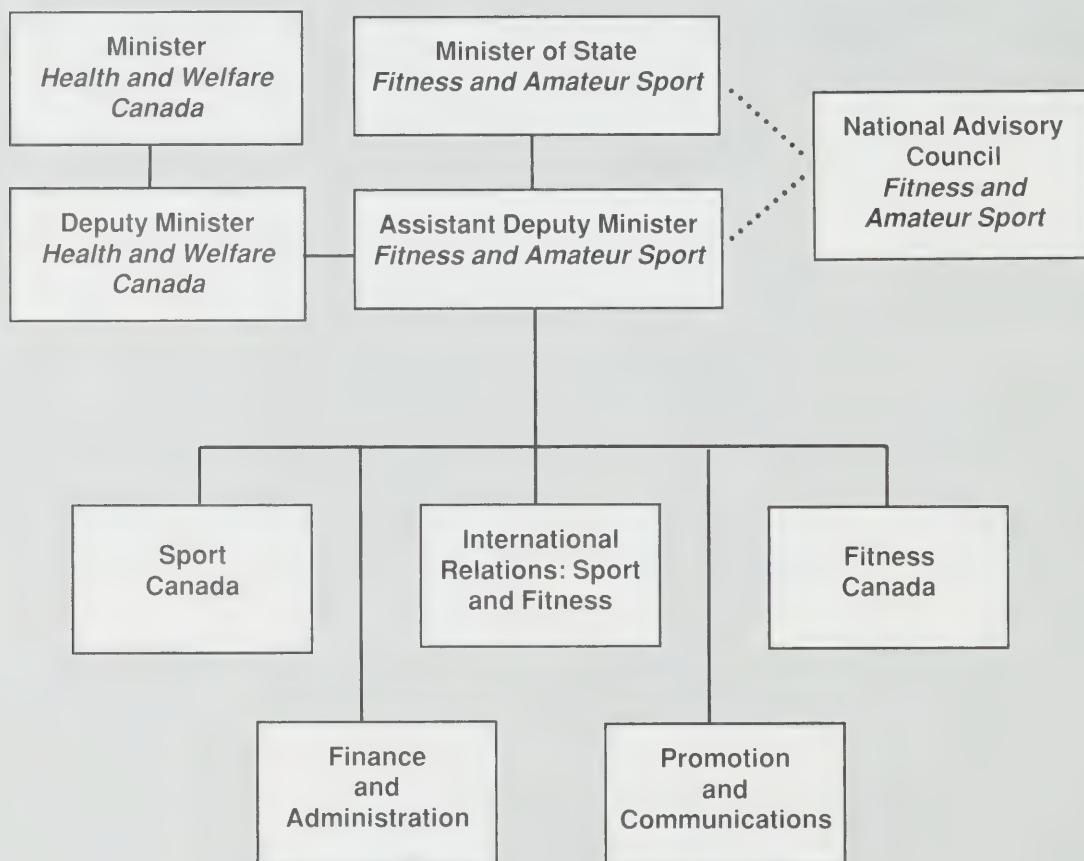 Minister
Health and Welfare
Canada
Minister of State
Fitness and Amateur Sport
National Advisory
Council
Fitness and
Amateur Sport
Deputy Minister
Health and Welfare
Canada
Assistant Deputy Minister
Fitness and Amateur Sport
Sport
Canada
International
Relations: Sport
and Fitness
Fitness
Canada
Finance
and
Administration
Promotion
and
Communications